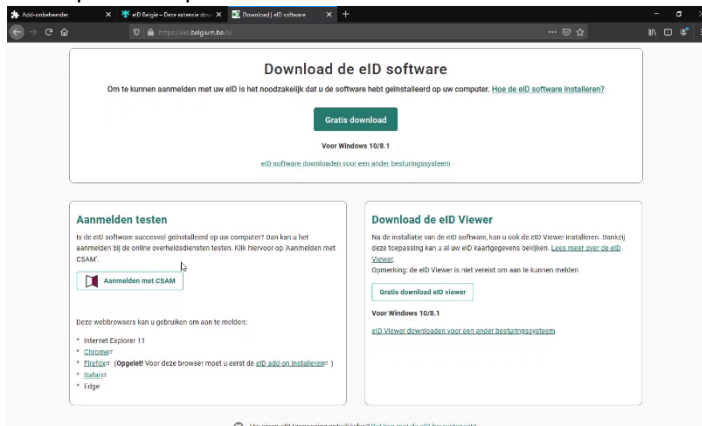 Add-onbeheerder
eID Belgie – Deze extensie dow
Download | eID software
https://eid.belgium.be/nl
Download de eID software
Om te kunnen aanmelden met uw eID is het noodzakelijk dat u de software hebt geïnstalleerd op uw computer. Hoe de eID software installeren?
Gratis download
Voor Windows 10/8.1
eID software downloaden voor een ander besturingssysteem
Aanmelden testen
Is de eID software succesvol geïnstalleerd op uw computer? Dan kan u het
aanmelden bij de online overheidsdiensten testen. Klik hiervoor op 'Aanmelden met
CSAM'.
Aanmelden met CSAM
Deze webbrowsers kan u gebruiken om aan te melden:
* Internet Explorer 11
* Chrome
* Firefox (Opgelet! Voor deze browser moet u eerst de eID add-on installeren )
* Safari
* Edge
Download de eID Viewer
Na de installatie van de eID software, kan u ook de eID Viewer installeren. Dankzij
deze toepassing kan u al uw eID kaartgegevens bekijken. Lees meer over de eID
Viewer.
Opmerking: de eID Viewer is niet vereist om aan te kunnen melden
Gratis download eID viewer
Voor Windows 10/8.1
eID Viewer downloaden voor een ander besturingssysteem